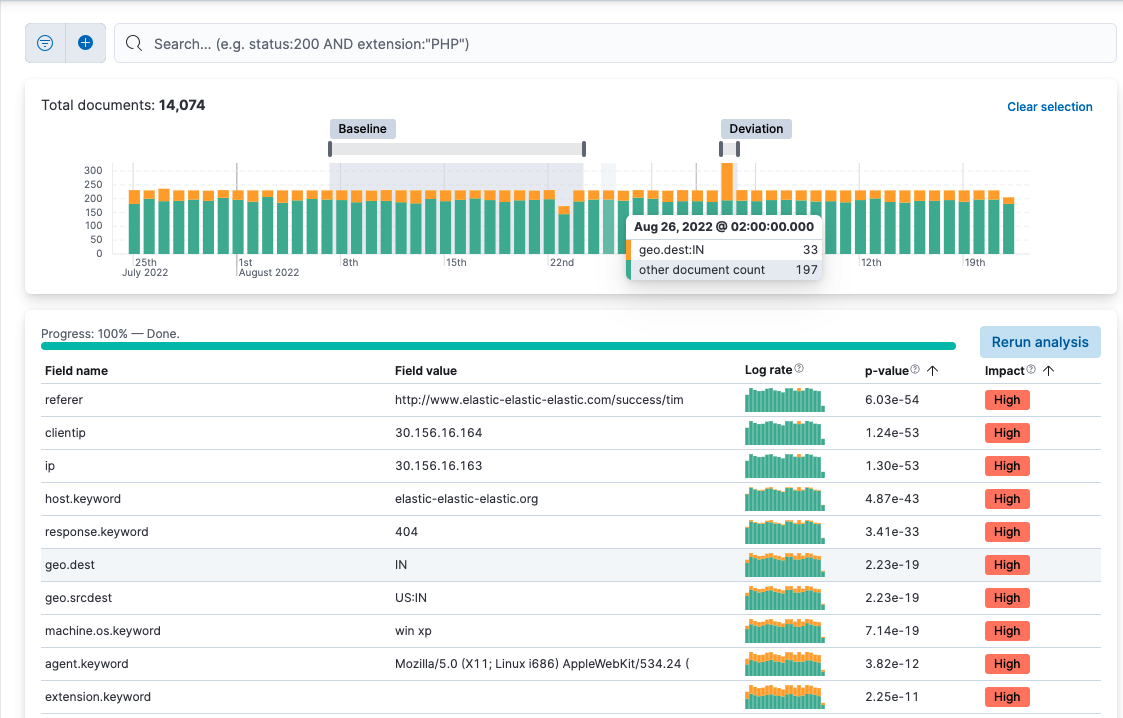 Search... (e.g. status:200 AND extension:"PHP")
Total documents: 14,074
Clear selection
Baseline
Deviation
300
250
200
150
100
50
0
25th
July 2022
1st
August 2022
8th
15th
22nd
12th
19th
Aug 26, 2022 @ 02:00:00.000
geo.dest:IN 33
other document count 197
Progress: 100% — Done.
Rerun analysis
Field name Field value Log rate p-value Impact
referer http://www.elastic-elastic-elastic.com/success/tim 6.03e-54 High
clientip 30.156.16.164 1.24e-53 High
ip 30.156.16.163 1.30e-53 High
host.keyword elastic-elastic-elastic.org 4.87e-43 High
response.keyword 404 3.41e-33 High
geo.dest IN 2.23e-19 High
geo.srcdest US:IN 2.23e-19 High
machine.os.keyword win xp 7.14e-19 High
agent.keyword Mozilla/5.0 (X11; Linux i686) AppleWebKit/534.24 ( 3.82e-12 High
extension.keyword 2.25e-11 High